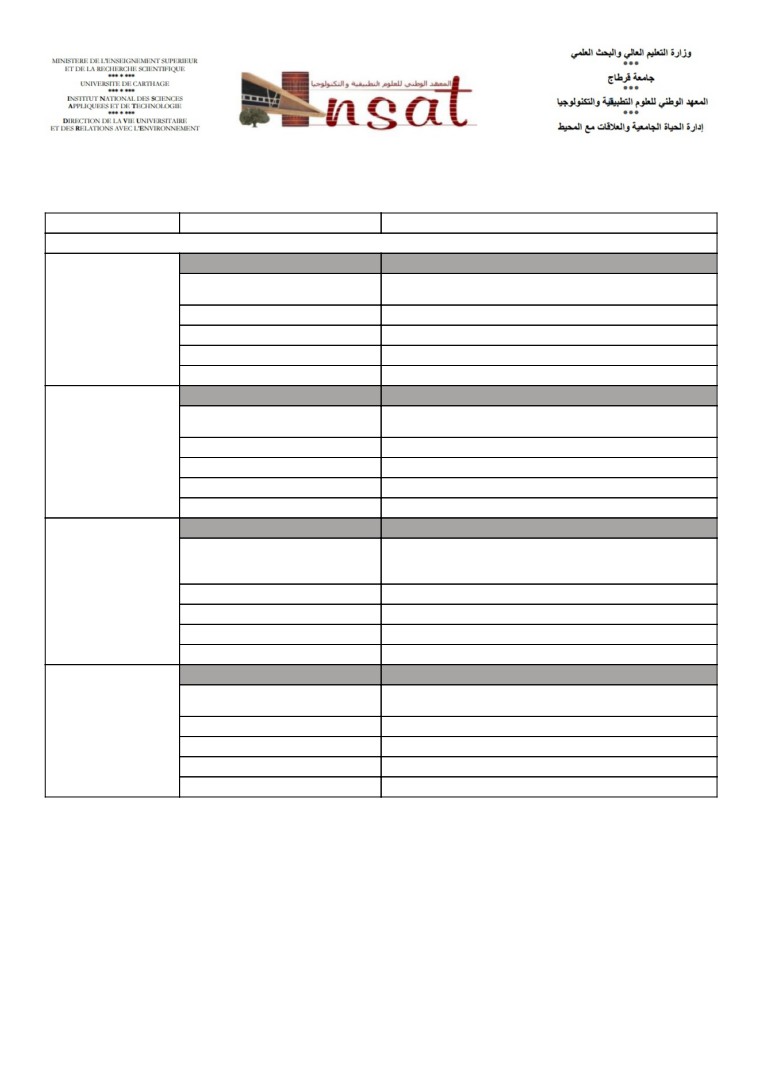 MINISTERE DE L'ENSEIGNEMENT SUPERIEUR
ET DE LA RECHERCHE SCIENTIFIQUE
*** * ***
UNIVERSITE DE CARTHAGE
*** * ***
INSTITUT NATIONAL DES SCIENCES
APPLIQUÉES ET DE TECHNOLOGIE
*** * ***
DIRECTION DE LA VIE UNIVERSITAIRE
ET DES RELATIONS AVEC L'ENVIRONNEMENT
المعهد الوطني للعلوم التطبيقية و التكنولوجيا
nsat
وزارة التعليم العالي والبحث العلمي
***
جامعة قرطاج
***
المعهد الوطني للعلوم التطبيقية والتكنولوجيا
***
إدارة الحياة الجامعية والعلاقات مع المحيط